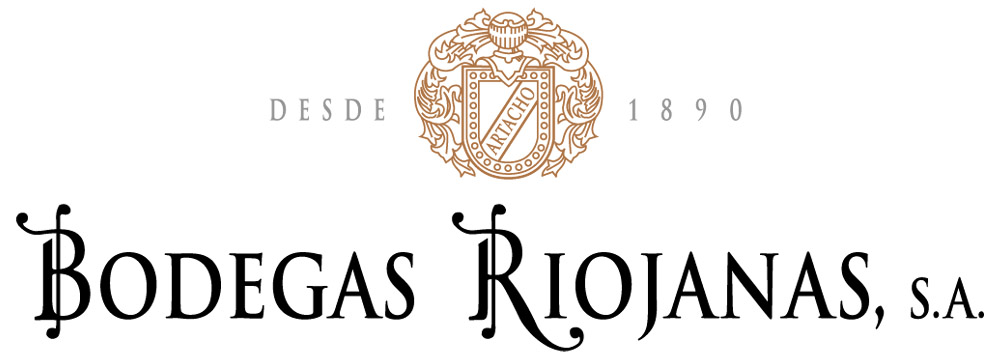 DESDE 1890
ARTACHO
BODEGAS RIOJANAS, S.A.